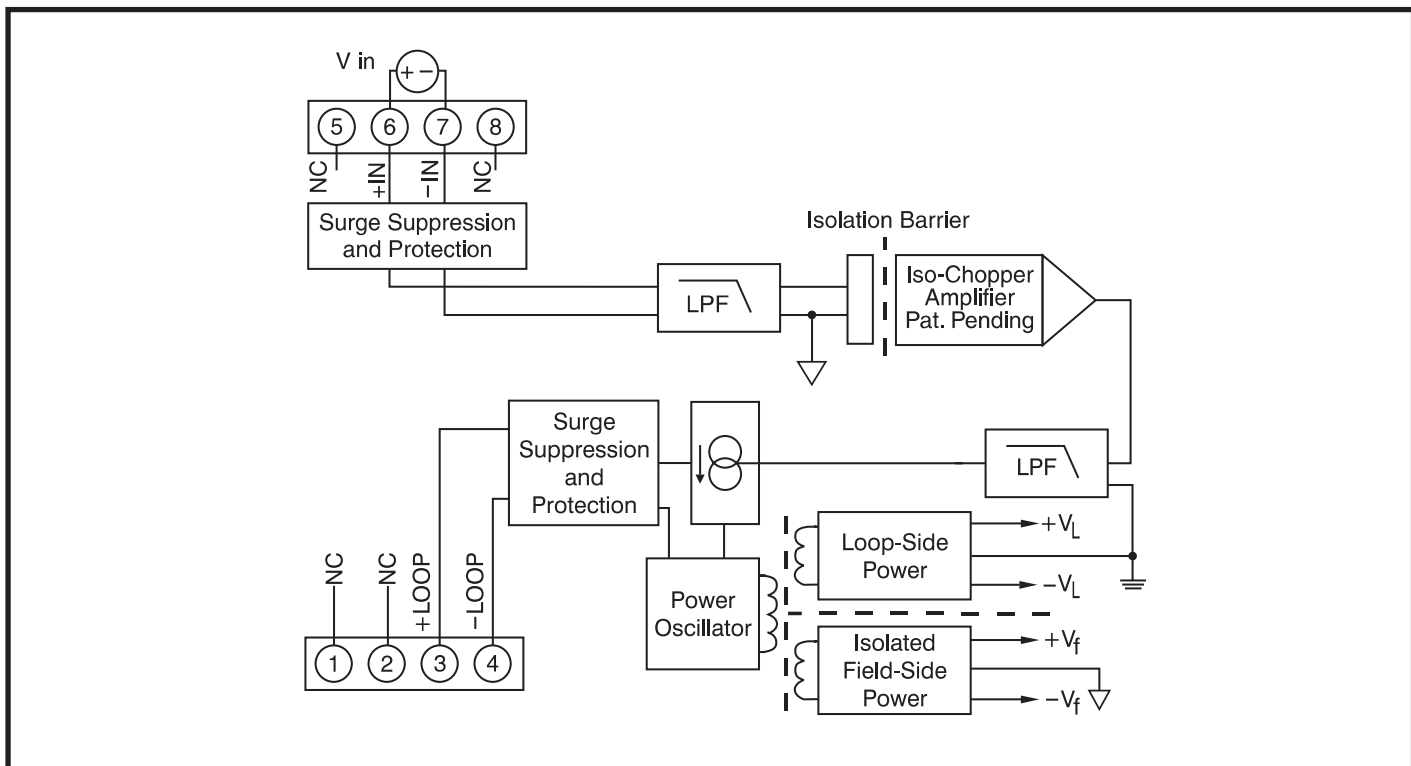 V in
+ −
5 6 7 8
NC
+IN
−IN
NC
Surge Suppression
and Protection
Isolation Barrier
LPF
Iso-Chopper
Amplifier
Pat. Pending
Surge
Suppression
and
Protection
LPF
Loop-Side
Power
+VL
−VL
NC
NC
+LOOP
−LOOP
Power
Oscillator
Isolated
Field-Side
Power
+Vf
−Vf
1 2 3 4